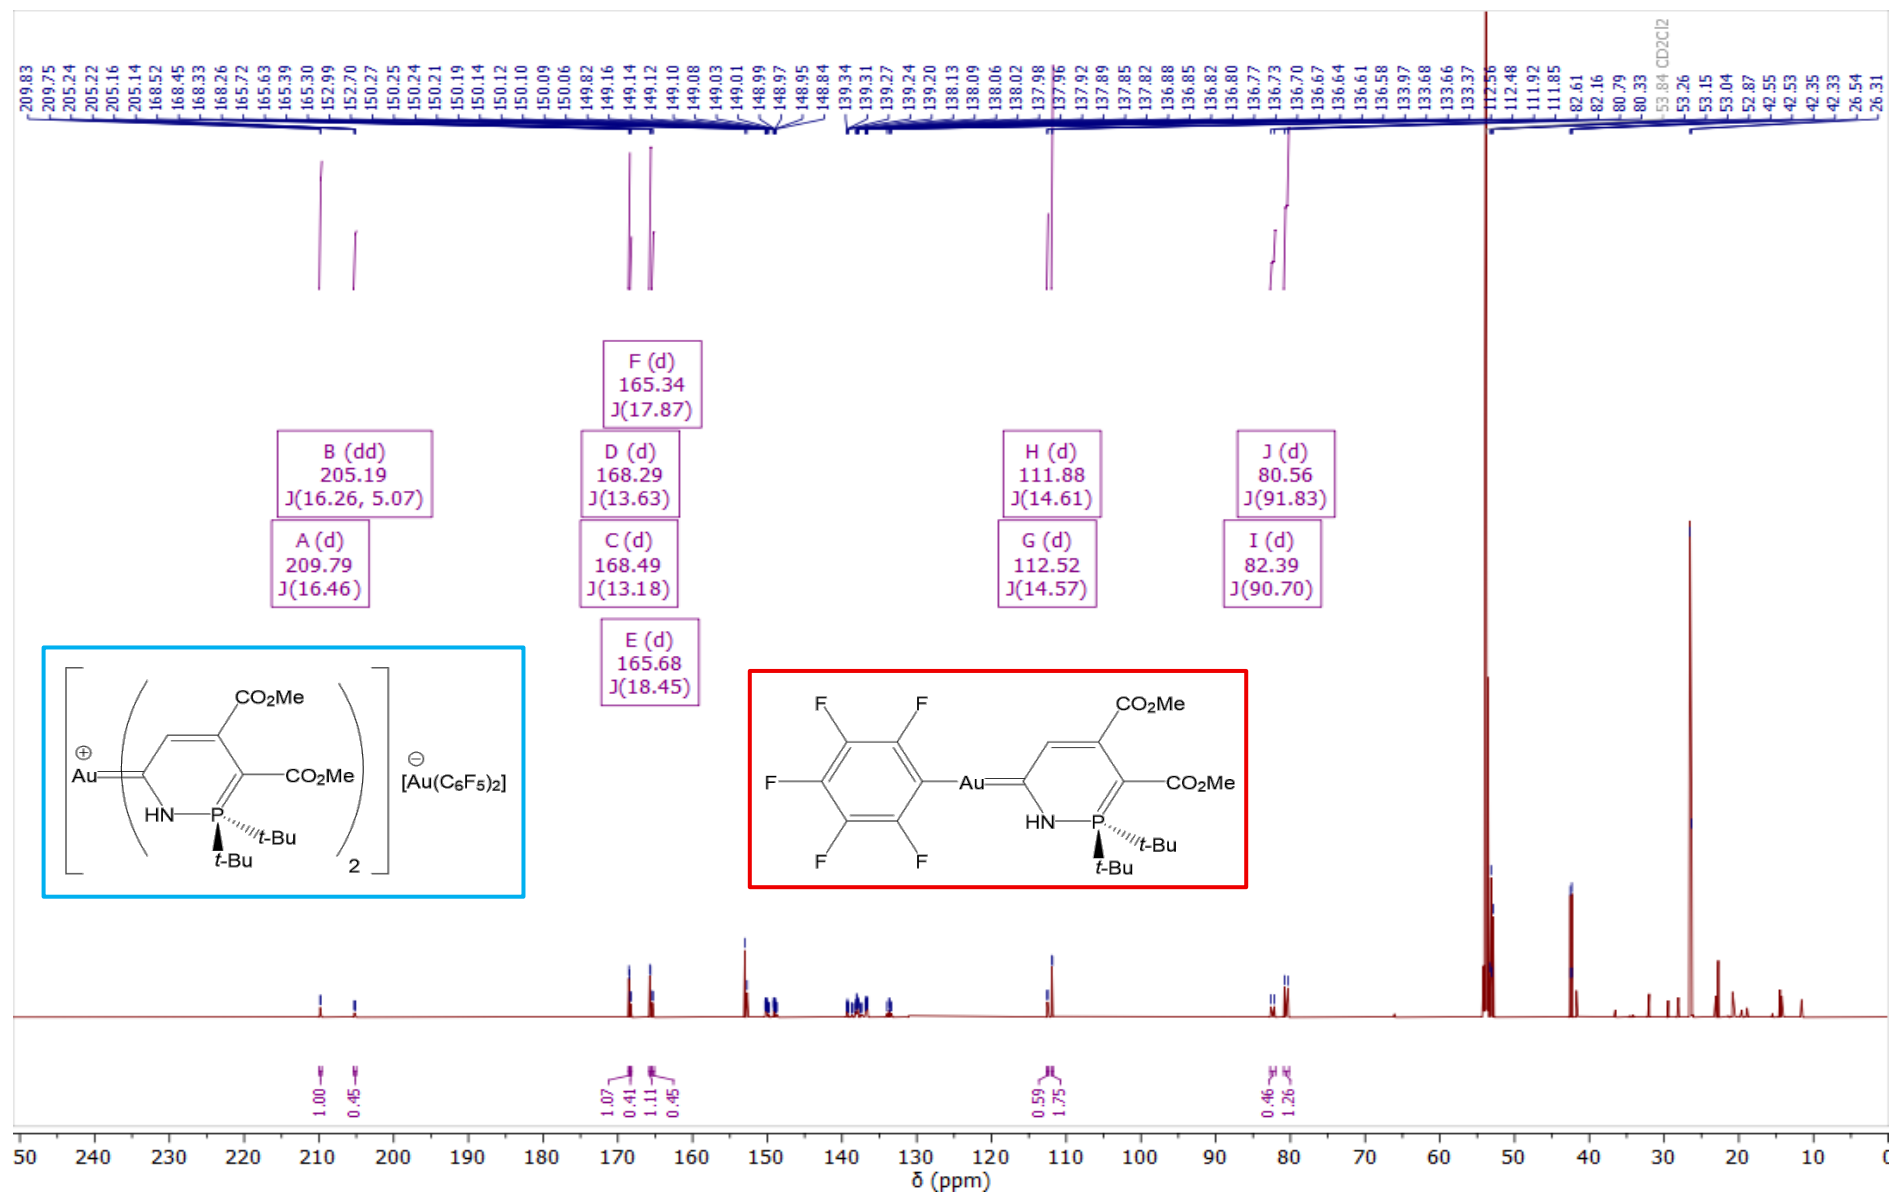 209.83 209.75 205.24 205.22 205.16 205.14 168.52 168.45 168.33 168.26 165.72 165.63 165.39 165.30 152.99 152.70 150.27 150.25 150.24 150.21 150.19 150.14 150.12 150.10 150.09 150.06 149.82 149.16 149.14 149.12 149.10 149.08 149.03 149.01 148.99 148.97 148.95 148.84 139.34 139.31 139.27 139.24 139.20 138.13 138.09 138.06 138.02 137.98 137.96 137.92 137.89 137.85 137.82 136.88 136.85 136.82 136.80 136.77 136.73 136.70 136.67 136.64 136.61 136.58 133.97 133.68 133.66 133.37 112.56 112.48 111.92 111.85 82.61 82.16 80.79 80.33 53.84 CD2Cl2 53.26 53.15 53.04 52.87 42.55 42.53 42.35 42.33 26.54 26.31
F (d)
165.34
J(17.87)
B (dd)
205.19
J(16.26, 5.07)
D (d)
168.29
J(13.63)
H (d)
111.88
J(14.61)
J (d)
80.56
J(91.83)
A (d)
209.79
J(16.46)
C (d)
168.49
J(13.18)
G (d)
112.52
J(14.57)
I (d)
82.39
J(90.70)
E (d)
165.68
J(18.45)
CO₂Me
⊕
Au
CO₂Me
HN
P
t-Bu
t-Bu
2
⊖
[Au(C₆F₅)₂]
F F
CO₂Me
F
Au
CO₂Me
HN
P
t-Bu
F F
t-Bu
1.00 0.45 1.07 0.41 1.11 0.45 0.59 1.75 0.46 1.26
50 240 230 220 210 200 190 180 170 160 150 140 130 120 110 100 90 80 70 60 50 40 30 20 10 0
δ (ppm)